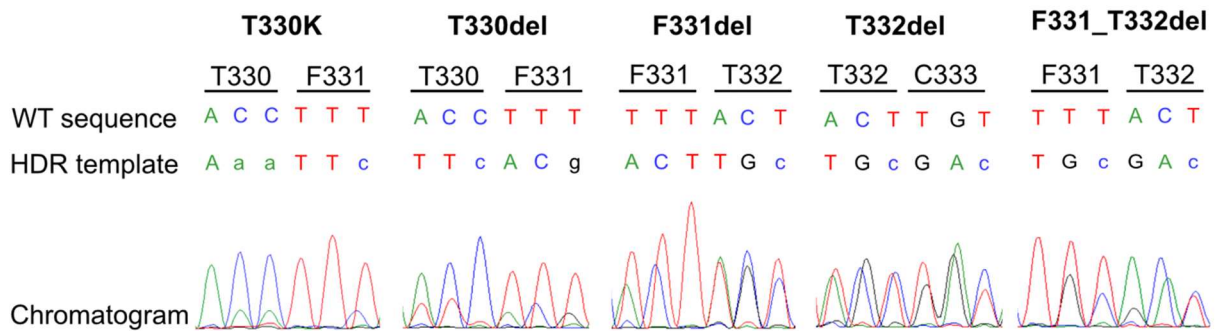 T330K T330del F331del T332del F331_T332del
T330 F331 T330 F331 F331 T332 T332 C333 F331 T332
WT sequence A C C T T T A C C T T T T T T A C T A C T T G T T T T A C T
HDR template A a a T T c T T c A C g A C T T G c T G c G A c T G c G A c
Chromatogram